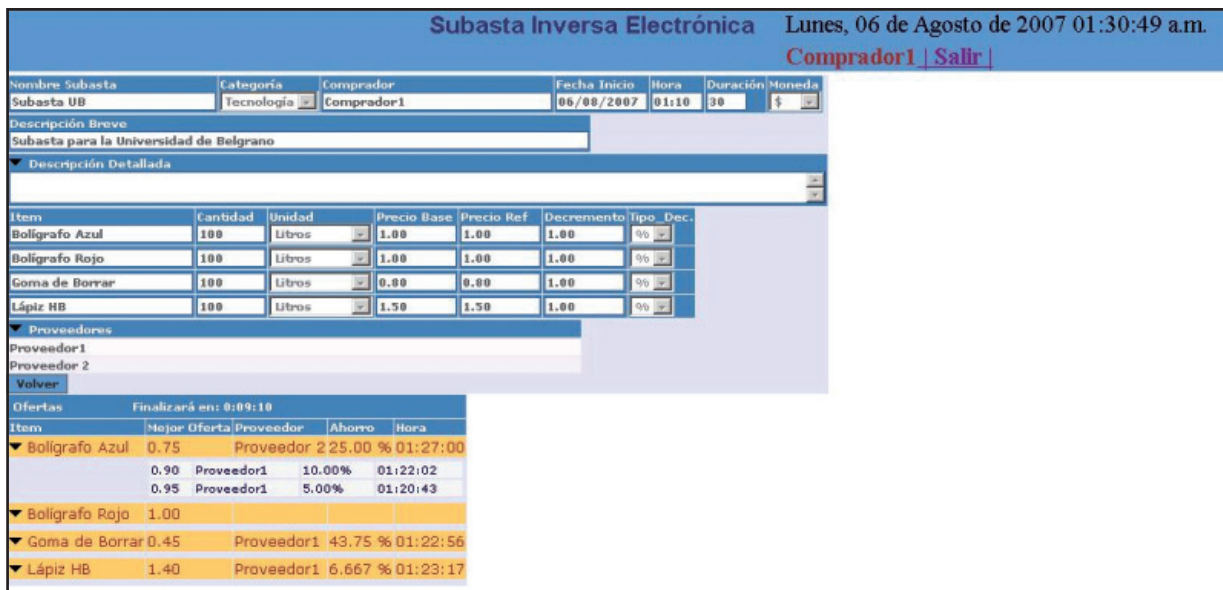 Subasta Inversa Electrónica Lunes, 06 de Agosto de 2007 01:30:49 a.m.
Comprador1 | Salir |
Nombre Subasta Categoría Comprador Fecha Inicio Hora Duración Moneda
Subasta UB Tecnología Comprador1 06/08/2007 01:10 30 $
Descripción Breve
Subasta para la Universidad de Belgrano
Descripción Detallada
Item Cantidad Unidad Precio Base Precio Ref Decremento Tipo_Dec.
Bolígrafo Azul 100 Litros 1.00 1.00 1.00 %
Bolígrafo Rojo 100 Litros 1.00 1.00 1.00 %
Goma de Borrar 100 Litros 0.80 0.80 1.00 %
Lápiz HB 100 Litros 1.50 1.50 1.00 %
Proveedores
Proveedor1
Proveedor 2
Volver
Ofertas Finalizará en: 0:09:10
Item Mejor Oferta Proveedor Ahorro Hora
Bolígrafo Azul 0.75 Proveedor 2 25.00 % 01:27:00
0.90 Proveedor1 10.00% 01:22:02
0.95 Proveedor1 5.00% 01:20:43
Bolígrafo Rojo 1.00
Goma de Borrar 0.45 Proveedor1 43.75 % 01:22:56
Lápiz HB 1.40 Proveedor1 6.667 % 01:23:17